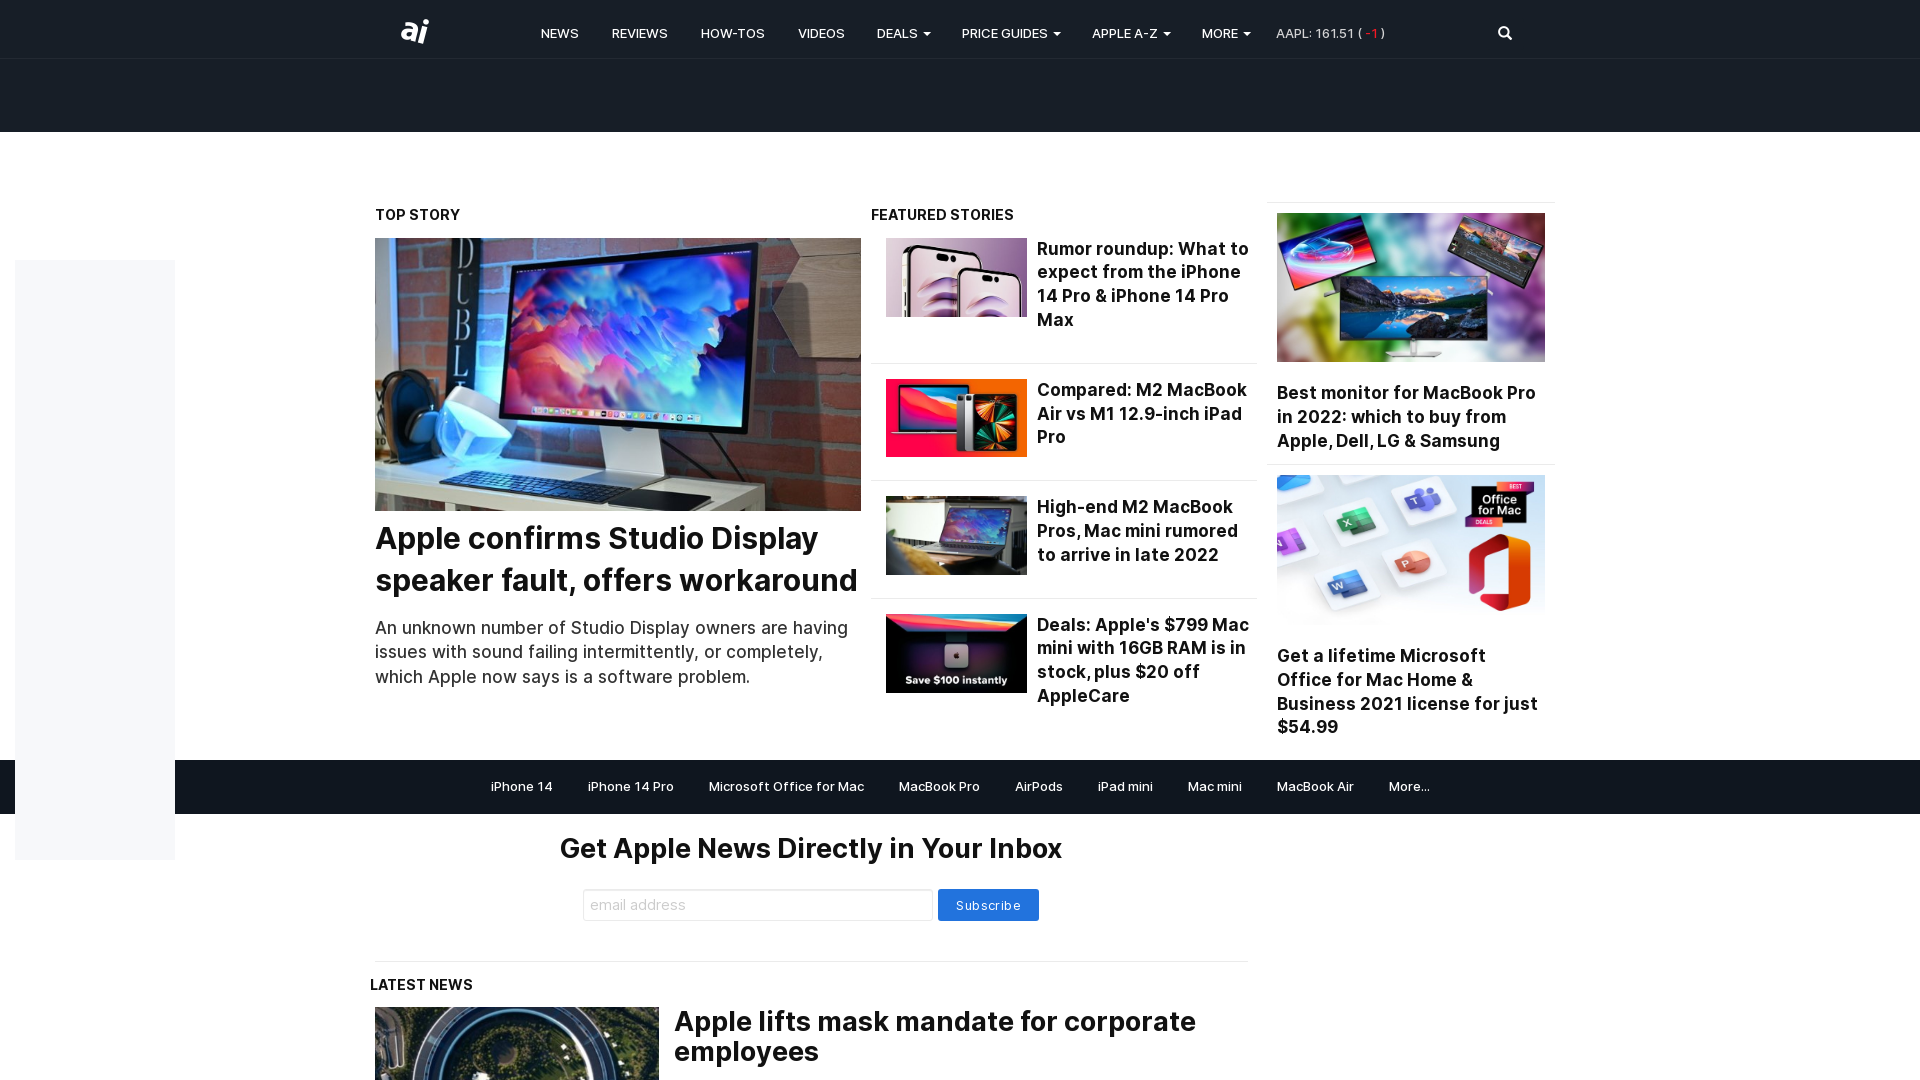 ai
NEWS
REVIEWS
HOW-TOS
VIDEOS
DEALS
PRICE GUIDES
APPLE A-Z
MORE
AAPL: 161.51 ( -1 )
TOP STORY
Apple confirms Studio Display
speaker fault, offers workaround
An unknown number of Studio Display owners are having
issues with sound failing intermittently, or completely,
which Apple now says is a software problem.
FEATURED STORIES
Rumor roundup: What to
expect from the iPhone
14 Pro & iPhone 14 Pro
Max
Compared: M2 MacBook
Air vs M1 12.9-inch iPad
Pro
High-end M2 MacBook
Pros, Mac mini rumored
to arrive in late 2022
Save $100 instantly
Deals: Apple's $799 Mac
mini with 16GB RAM is in
stock, plus $20 off
AppleCare
Best monitor for MacBook Pro
in 2022: which to buy from
Apple, Dell, LG & Samsung
BEST
Office
for Mac
DEALS
Get a lifetime Microsoft
Office for Mac Home &
Business 2021 license for just
$54.99
iPhone 14
iPhone 14 Pro
Microsoft Office for Mac
MacBook Pro
AirPods
iPad mini
Mac mini
MacBook Air
More...
Get Apple News Directly in Your Inbox
email address
Subscribe
LATEST NEWS
Apple lifts mask mandate for corporate
employees